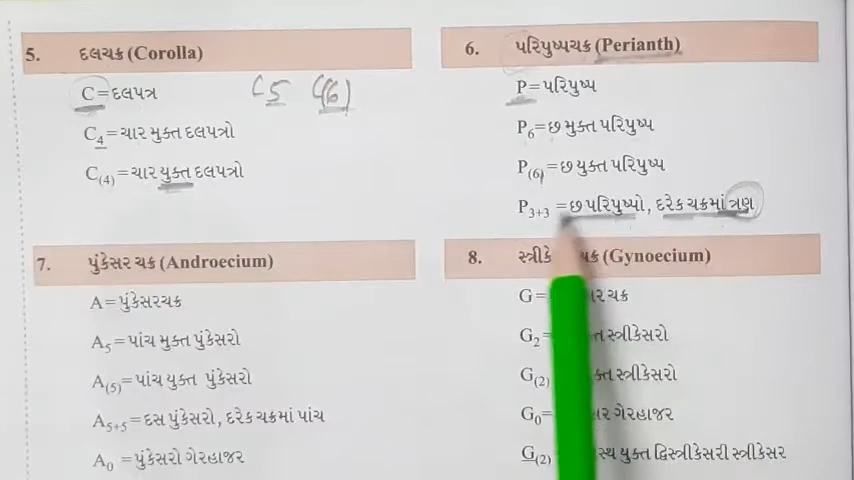 5. દલચક્ર (Corolla)
C=દલપત્ર C5 C(6)
C4=ચાર મુક્ત દલપત્રો
C(4)=ચાર યુક્ત દલપત્રો
6. પરિપુષ્પચક્ર (Perianth)
P=પરિપુષ્પ
P6=છ મુક્ત પરિપુષ્પ
P(6)=છ યુક્ત પરિપુષ્પ
P3+3=છ પરિપુષ્પો, દરેક ચક્રમાં ત્રણ
7. પુંકેસર ચક્ર (Androecium)
A=પુંકેસરચક્ર
A5=પાંચ મુક્ત પુંકેસરો
A(5)=પાંચ યુક્ત પુંકેસરો
A5+5=દસ પુંકેસરો, દરેક ચક્રમાં પાંચ
A0=પુંકેસરો ગેરહાજર
8. (Gynoecium)
G= ચક્ર
G2= સ્ત્રીકેસરો
G(2) સ્ત્રીકેસરો
G0= ગેરહાજર
G(2) યુક્ત દ્વિસ્ત્રીકેસરી સ્ત્રીકેસર